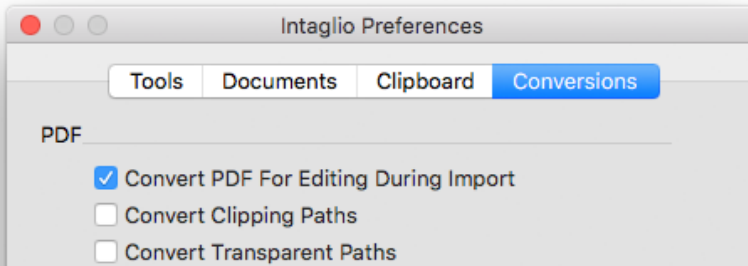 Intaglio Preferences
Tools Documents Clipboard Conversions
PDF
Convert PDF For Editing During Import
Convert Clipping Paths
Convert Transparent Paths